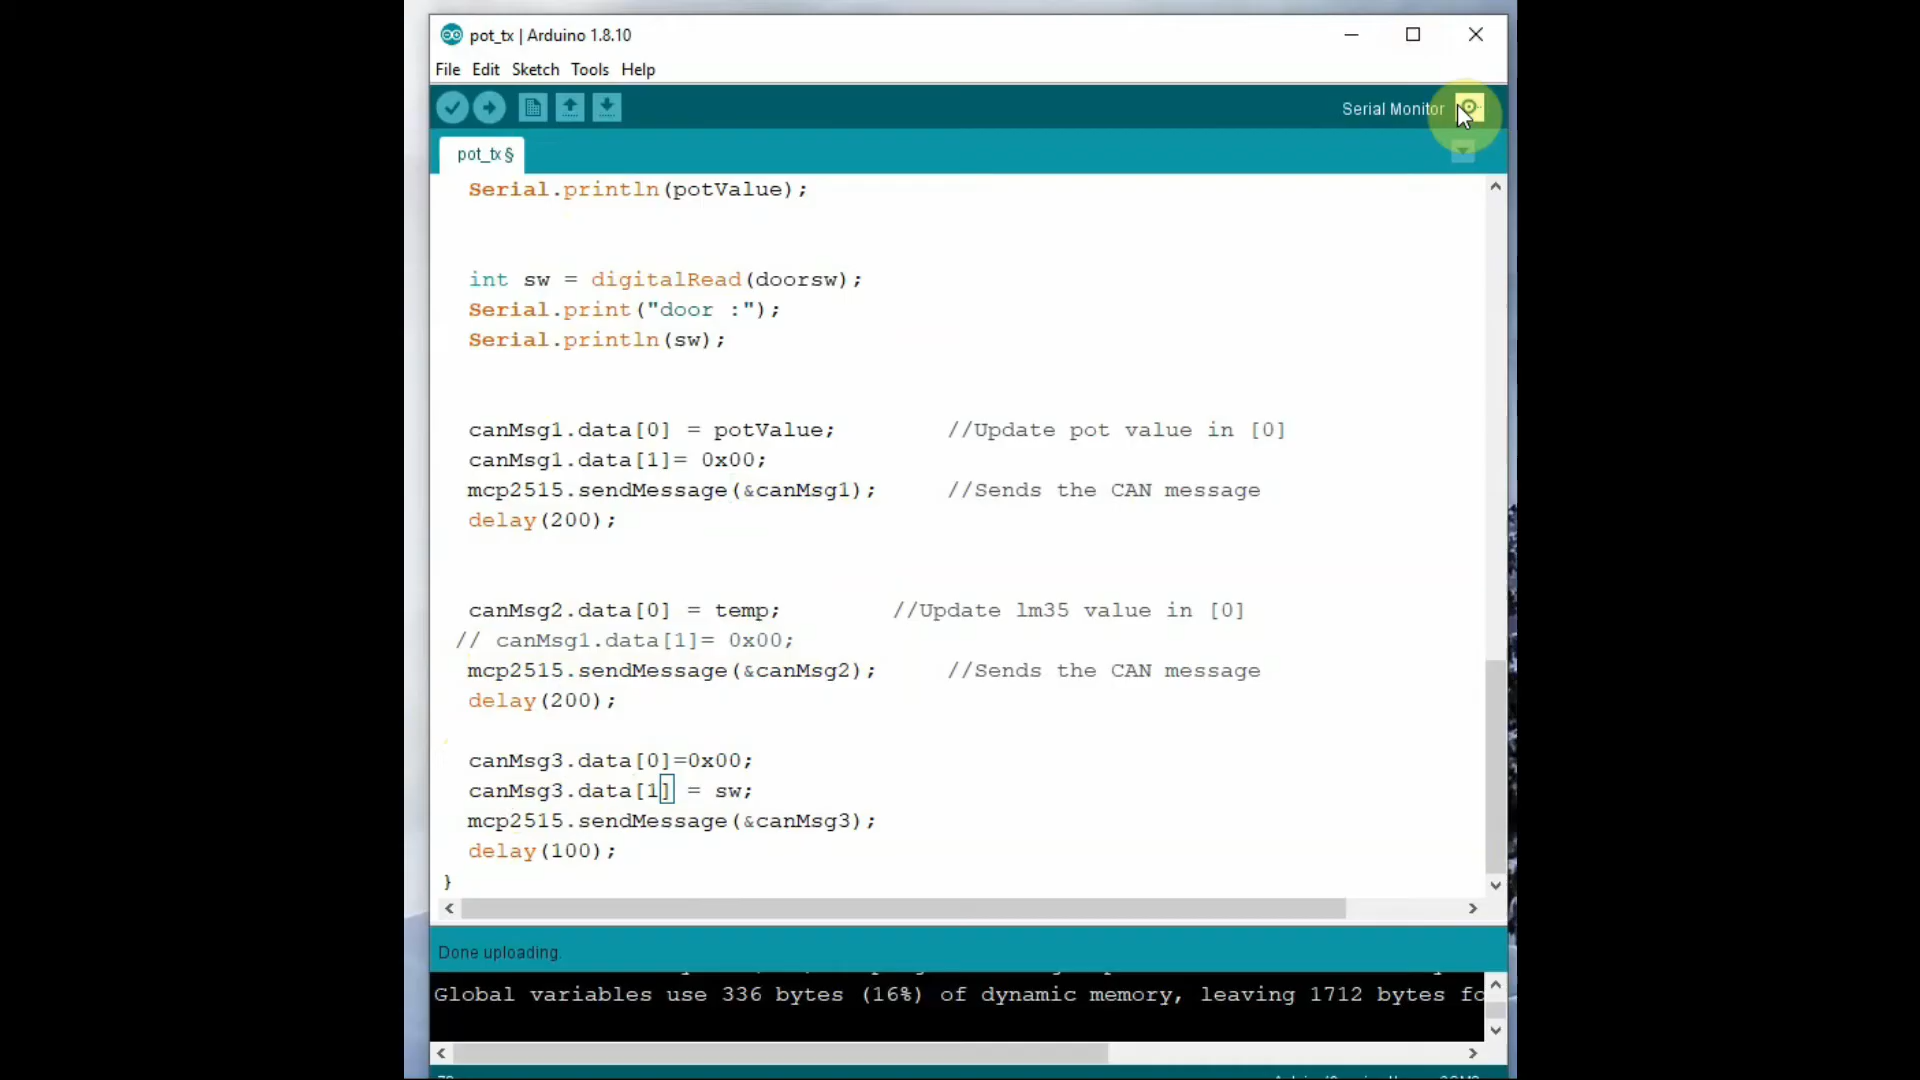 pot_tx | Arduino 1.8.10
File Edit Sketch Tools Help
Serial Monitor
pot_tx §
Serial.println(potValue);
int sw = digitalRead(doorsw);
Serial.print("door :");
Serial.println(sw);
canMsg1.data[0] = potValue; //Update pot value in [0]
canMsg1.data[1]= 0x00;
mcp2515.sendMessage(&canMsg1); //Sends the CAN message
delay(200);
canMsg2.data[0] = temp; //Update lm35 value in [0]
// canMsg1.data[1]= 0x00;
mcp2515.sendMessage(&canMsg2); //Sends the CAN message
delay(200);
canMsg3.data[0]=0x00;
canMsg3.data[1] = sw;
mcp2515.sendMessage(&canMsg3);
delay(100);
}
Done uploading.
Global variables use 336 bytes (16%) of dynamic memory, leaving 1712 bytes fo